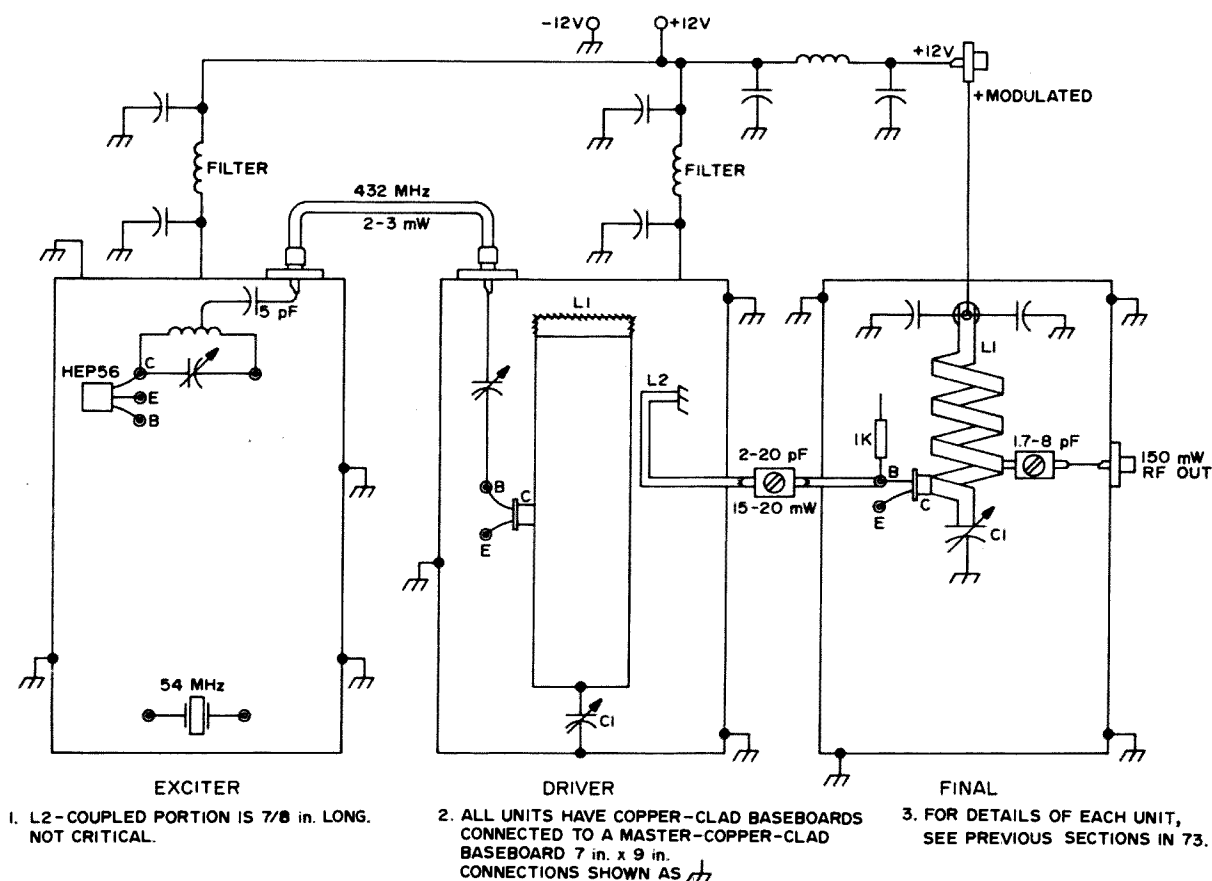 -12V
+12V
+12V
+MODULATED
FILTER
FILTER
432 MHz
2-3 mW
5 pF
HEP56
C
E
B
54 MHz
L1
L2
B
C
E
C1
2-20 pF
15-20 mW
L1
1K
B
E
C
1.7-8 pF
150 mW
RF OUT
C1
EXCITER
DRIVER
FINAL
1. L2-COUPLED PORTION IS 7/8 in. LONG.
NOT CRITICAL.
2. ALL UNITS HAVE COPPER-CLAD BASEBOARDS
CONNECTED TO A MASTER-COPPER-CLAD
BASEBOARD 7 in. x 9 in.
CONNECTIONS SHOWN AS
3. FOR DETAILS OF EACH UNIT,
SEE PREVIOUS SECTIONS IN 73.